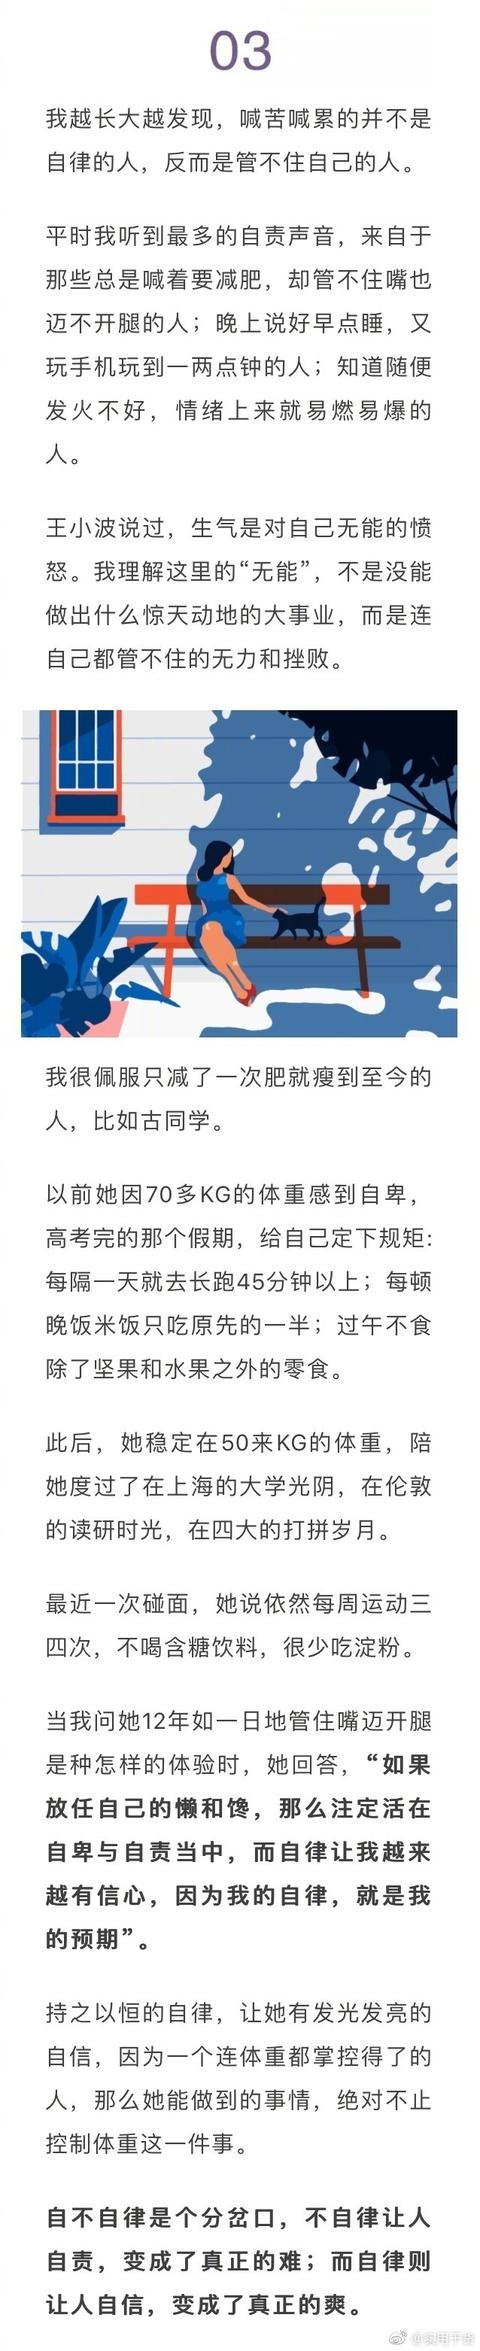 03
我越长大越发现，喊苦喊累的并不是
自律的人，反而是管不住自己的人。
平时我听到最多的自责声音，来自于
那些总是喊着要减肥，却管不住嘴也
迈不开腿的人；晚上说好早点睡，又
玩手机玩到一两点钟的人；知道随便
发火不好，情绪上来就易燃易爆的
人。
王小波说过，生气是对自己无能的愤
怒。我理解这里的“无能”，不是没能
做出什么惊天动地的大事业，而是连
自己都管不住的无力和挫败。
我很佩服只减了一次肥就瘦到至今的
人，比如古同学。
以前她因70多KG的体重感到自卑，
高考完的那个假期，给自己定下规矩：
每隔一天就去长跑45分钟以上；每顿
晚饭米饭只吃原先的一半；过午不食
除了坚果和水果之外的零食。
此后，她稳定在50来KG的体重，陪
她度过了在上海的大学光阴，在伦敦
的读研时光，在四大的打拼岁月。
最近一次碰面，她说依然每周运动三
四次，不喝含糖饮料，很少吃淀粉。
当我问她12年如一日地管住嘴迈开腿
是种怎样的体验时，她回答，“如果
放任自己的懒和馋，那么注定活在
自卑与自责当中，而自律让我越来
越有信心，因为我的自律，就是我
的预期”。
持之以恒的自律，让她有发光发亮的
自信，因为一个连体重都掌控得了的
人，那么她能做到的事情，绝对不止
控制体重这一件事。
自不自律是个分岔口，不自律让人
自责，变成了真正的难；而自律则
让人自信，变成了真正的爽。
@实用干货